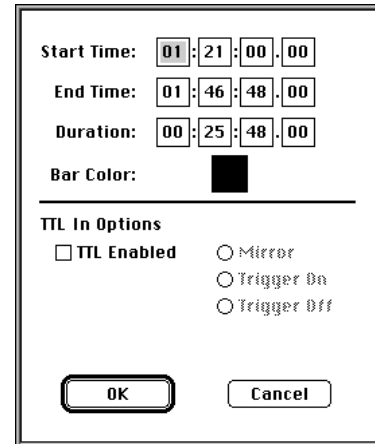 Start Time: 01:21:00.00
End Time: 01:46:48.00
Duration: 00:25:48.00
Bar Color:
TTL In Options
TTL Enabled
Mirror
Trigger On
Trigger Off
OK
Cancel